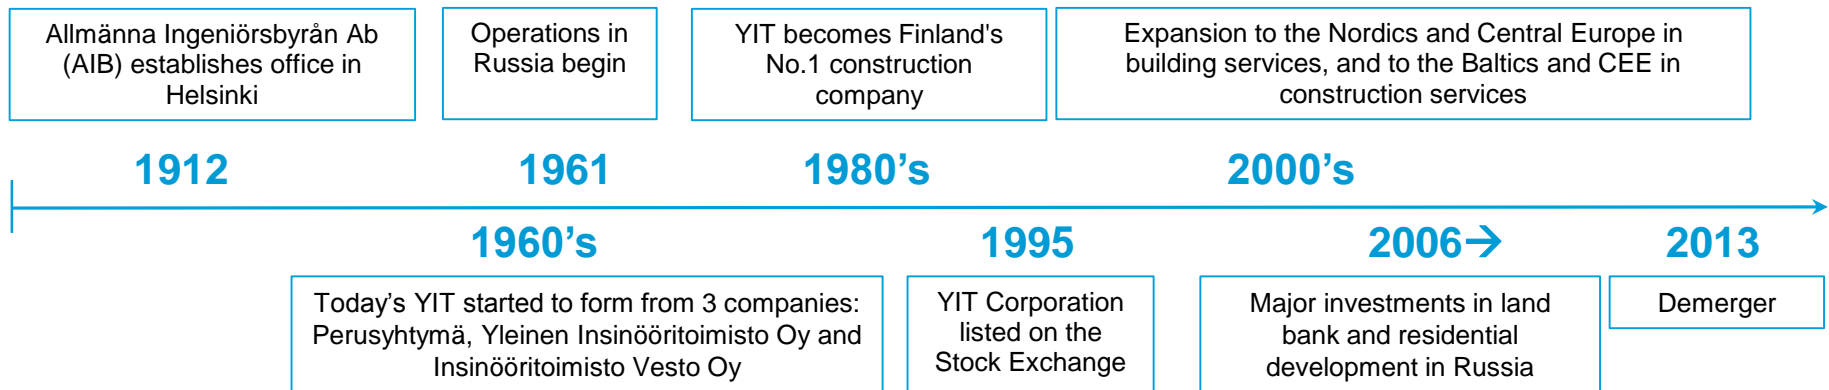 Allmänna Ingeniörsbyrån Ab
(AIB) establishes office in
Helsinki
Operations in
Russia begin
YIT becomes Finland's
No.1 construction
company
Expansion to the Nordics and Central Europe in
building services, and to the Baltics and CEE in
construction services
1912
1961
1980’s
2000’s
1960’s
1995
2006→
2013
Today’s YIT started to form from 3 companies:
Perusyhtymä, Yleinen Insinööritoimisto Oy and
Insinööritoimisto Vesto Oy
YIT Corporation
listed on the
Stock Exchange
Major investments in land
bank and residential
development in Russia
Demerger